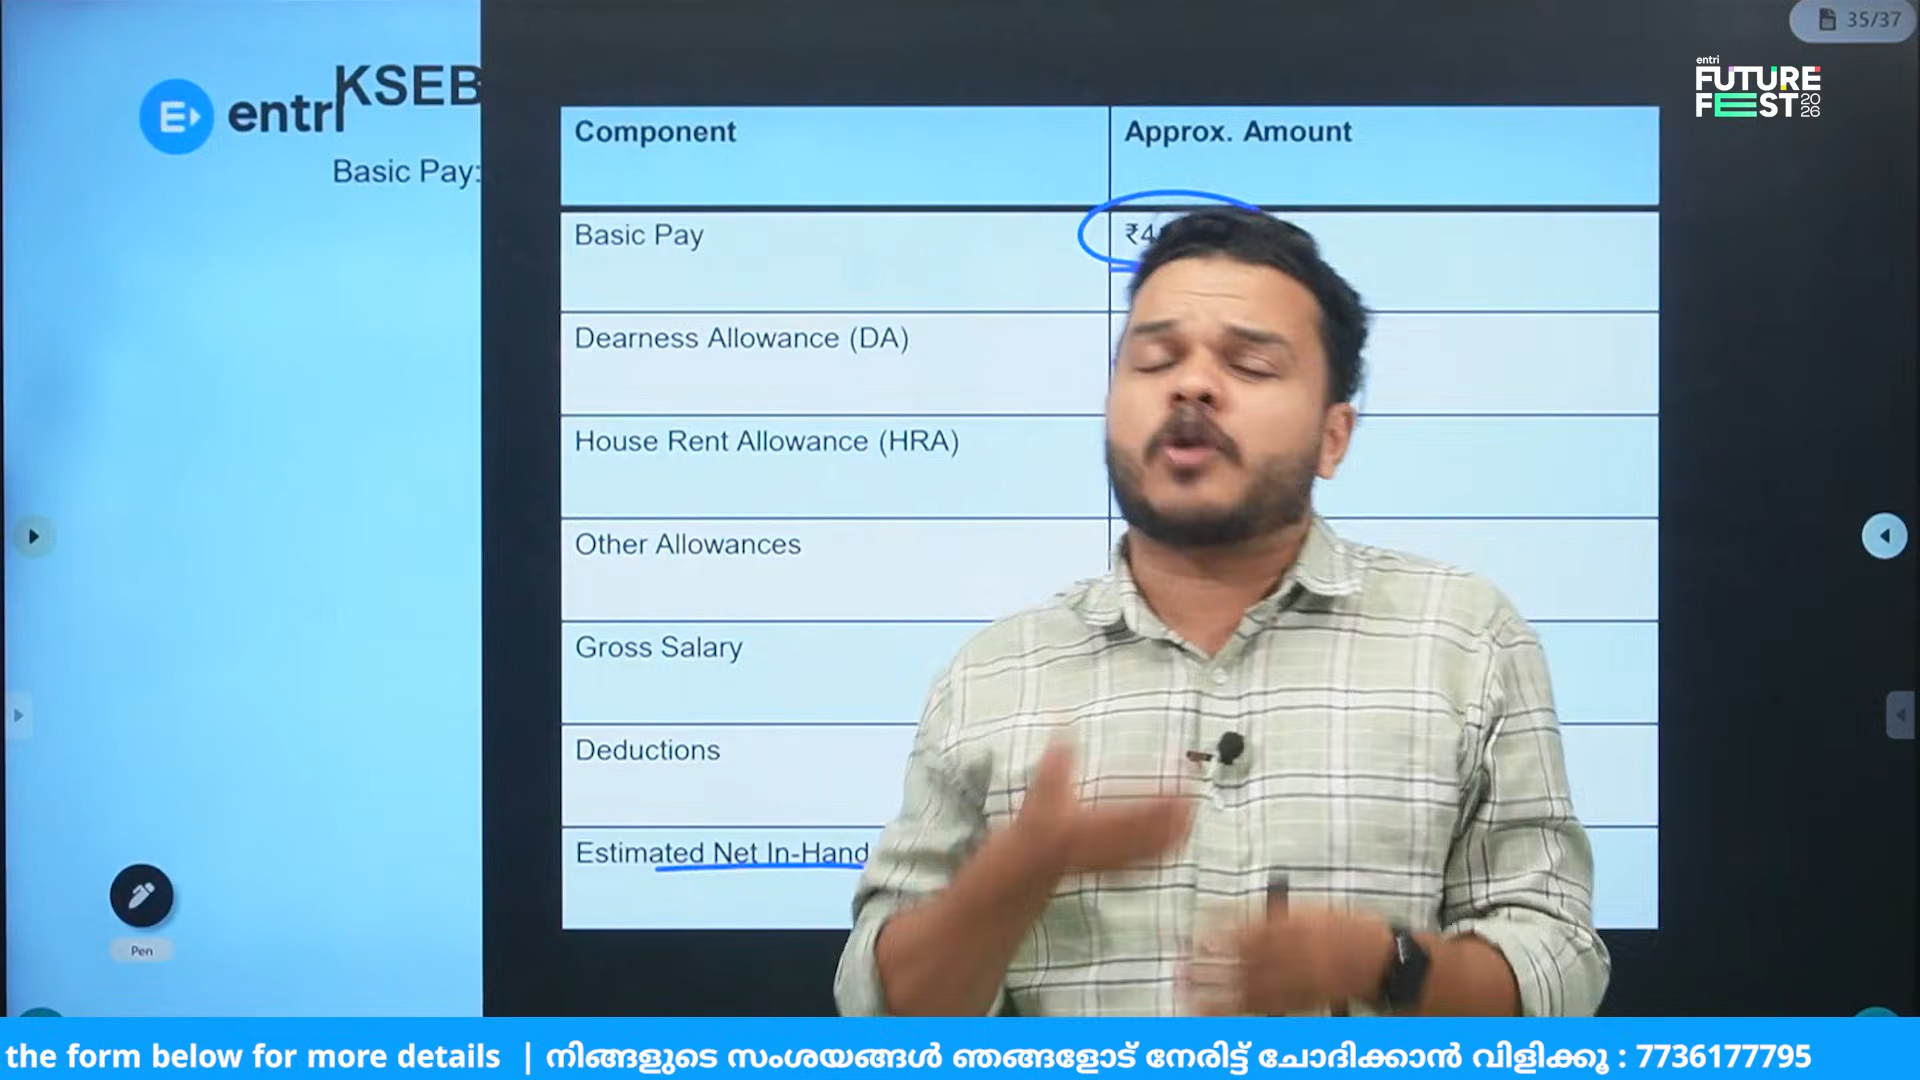 35/37
entri
FUTURE
FEST 2026
KSEB
entri
Basic Pay:
Component
Approx. Amount
Basic Pay
₹4
Dearness Allowance (DA)
House Rent Allowance (HRA)
Other Allowances
Gross Salary
Deductions
Estimated Net In-Hand
Pen
the form below for more details | നിങ്ങളുടെ സംശയങ്ങൾ ഞങ്ങളോട് നേരിട്ട് ചോദിക്കാൻ വിളിക്കൂ : 7736177795